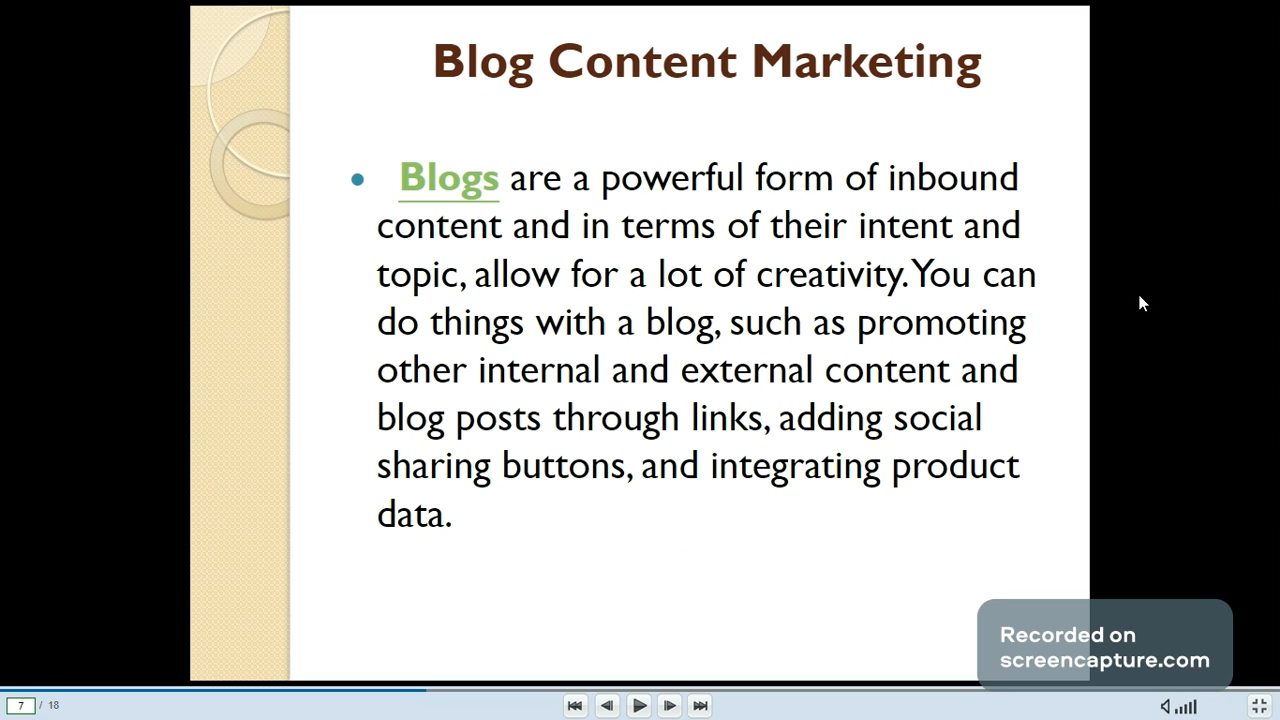 Blog Content Marketing
• Blogs are a powerful form of inbound
content and in terms of their intent and
topic, allow for a lot of creativity. You can
do things with a blog, such as promoting
other internal and external content and
blog posts through links, adding social
sharing buttons, and integrating product
data.
Recorded on
screencapture.com
7 / 18